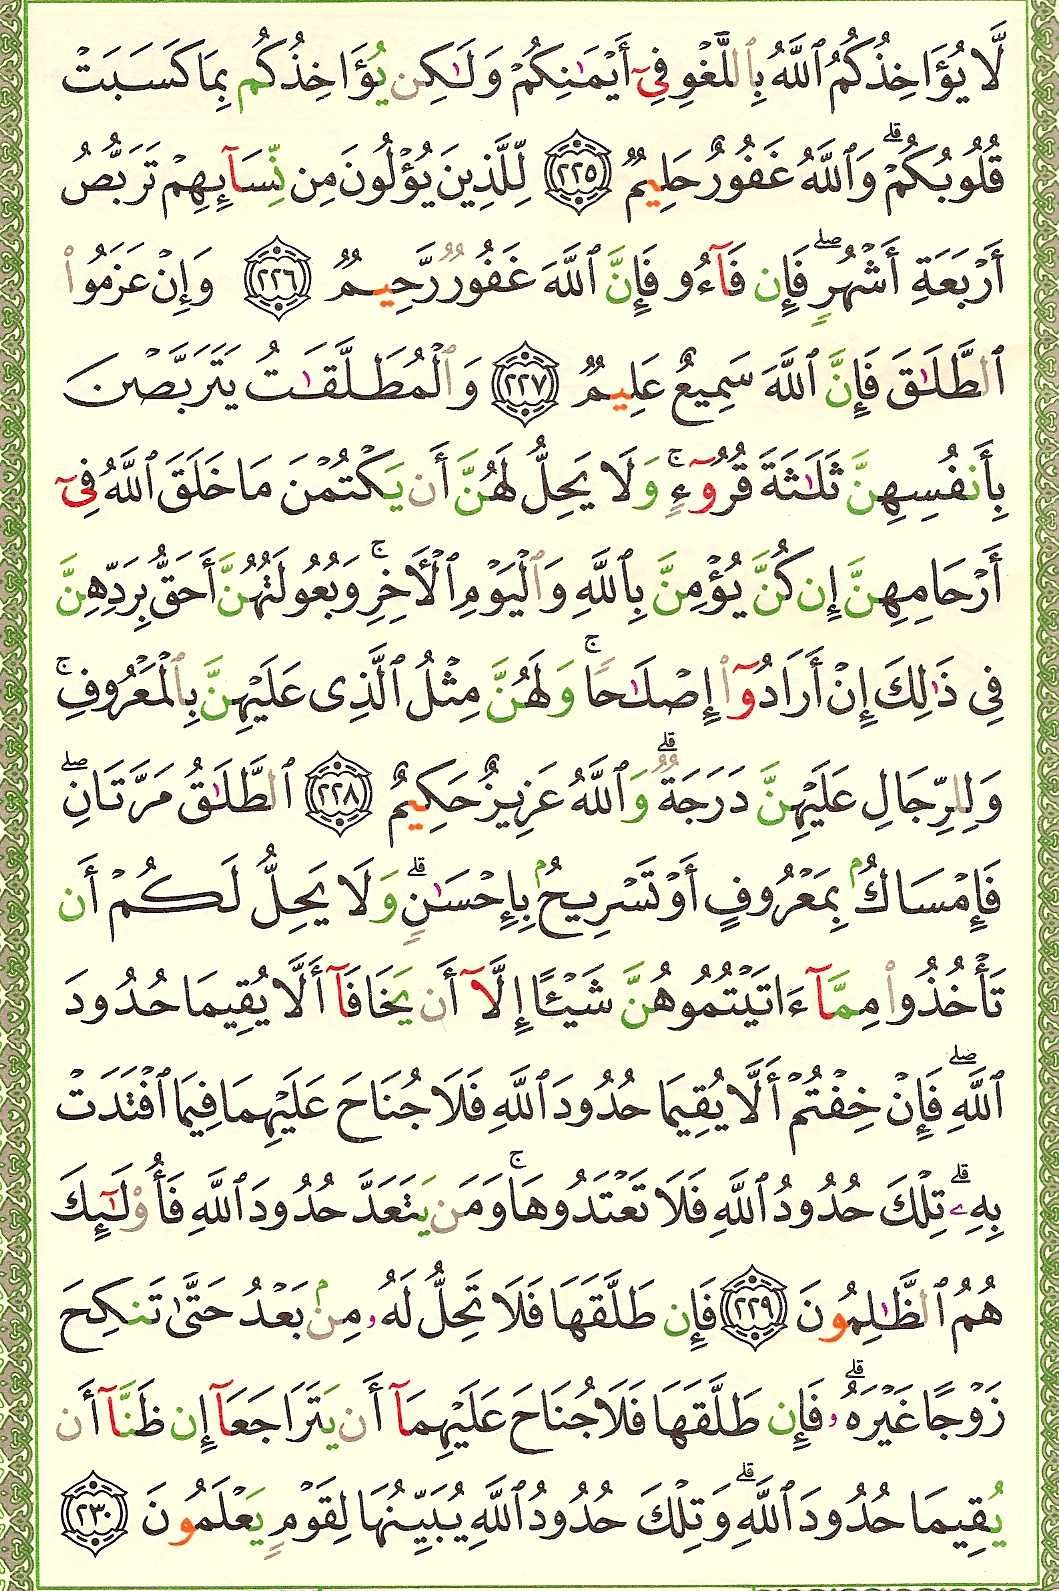 لَّا يُؤَاخِذُكُمُ ٱللَّهُ بِٱللَّغْوِ فِىٓ أَيْمَـٰنِكُمْ وَلَـٰكِن يُؤَاخِذُكُم بِمَا كَسَبَتْ
قُلُوبُكُمْ ۗ وَٱللَّهُ غَفُورٌ حَلِيمٌ ٢٢٥ لِّلَّذِينَ يُؤْلُونَ مِن نِّسَآئِهِمْ تَرَبُّصُ
أَرْبَعَةِ أَشْهُرٍ ۖ فَإِن فَآءُو فَإِنَّ ٱللَّهَ غَفُورٌ رَّحِيمٌ ٢٢٦ وَإِنْ عَزَمُوا۟
ٱلطَّلَـٰقَ فَإِنَّ ٱللَّهَ سَمِيعٌ عَلِيمٌ ٢٢٧ وَٱلْمُطَلَّقَـٰتُ يَتَرَبَّصْنَ
بِأَنفُسِهِنَّ ثَلَـٰثَةَ قُرُوٓءٍ ۚ وَلَا يَحِلُّ لَهُنَّ أَن يَكْتُمْنَ مَا خَلَقَ ٱللَّهُ فِىٓ
أَرْحَامِهِنَّ إِن كُنَّ يُؤْمِنَّ بِٱللَّهِ وَٱلْيَوْمِ ٱلْـَٔاخِرِ ۚ وَبُعُولَتُهُنَّ أَحَقُّ بِرَدِّهِنَّ
فِى ذَٰلِكَ إِنْ أَرَادُوٓا۟ إِصْلَـٰحًا ۚ وَلَهُنَّ مِثْلُ ٱلَّذِى عَلَيْهِنَّ بِٱلْمَعْرُوفِ ۚ
وَلِلرِّجَالِ عَلَيْهِنَّ دَرَجَةٌ ۗ وَٱللَّهُ عَزِيزٌ حَكِيمٌ ٢٢٨ ٱلطَّلَـٰقُ مَرَّتَانِ ۖ
فَإِمْسَاكٌۢ بِمَعْرُوفٍ أَوْ تَسْرِيحٌۢ بِإِحْسَـٰنٍ ۗ وَلَا يَحِلُّ لَكُمْ أَن
تَأْخُذُوا۟ مِمَّآ ءَاتَيْتُمُوهُنَّ شَيْـًٔا إِلَّآ أَن يَخَافَآ أَلَّا يُقِيمَا حُدُودَ
ٱللَّهِ ۖ فَإِنْ خِفْتُمْ أَلَّا يُقِيمَا حُدُودَ ٱللَّهِ فَلَا جُنَاحَ عَلَيْهِمَا فِيمَا ٱفْتَدَتْ
بِهِۦ ۗ تِلْكَ حُدُودُ ٱللَّهِ فَلَا تَعْتَدُوهَا ۚ وَمَن يَتَعَدَّ حُدُودَ ٱللَّهِ فَأُو۟لَـٰٓئِكَ
هُمُ ٱلظَّـٰلِمُونَ ٢٢٩ فَإِن طَلَّقَهَا فَلَا تَحِلُّ لَهُۥ مِنۢ بَعْدُ حَتَّىٰ تَنكِحَ
زَوْجًا غَيْرَهُۥ ۗ فَإِن طَلَّقَهَا فَلَا جُنَاحَ عَلَيْهِمَآ أَن يَتَرَاجَعَآ إِن ظَنَّآ أَن
يُقِيمَا حُدُودَ ٱللَّهِ ۗ وَتِلْكَ حُدُودُ ٱللَّهِ يُبَيِّنُهَا لِقَوْمٍ يَعْلَمُونَ ٢٣٠